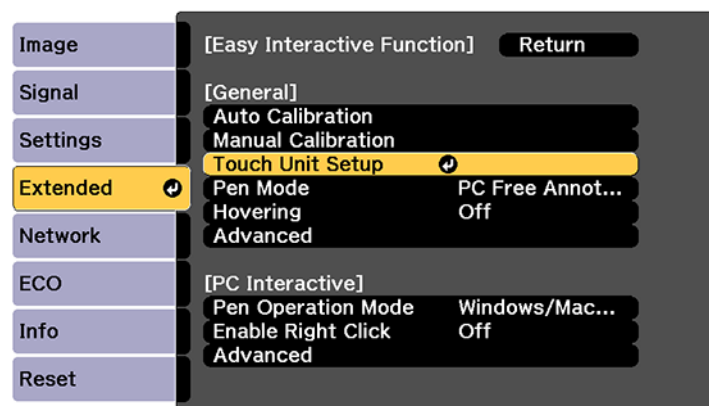 Image
Signal
Settings
Extended
Network
ECO
Info
Reset
[Easy Interactive Function] Return
[General]
Auto Calibration
Manual Calibration
Touch Unit Setup
Pen Mode PC Free Annot...
Hovering Off
Advanced
[PC Interactive]
Pen Operation Mode Windows/Mac...
Enable Right Click Off
Advanced